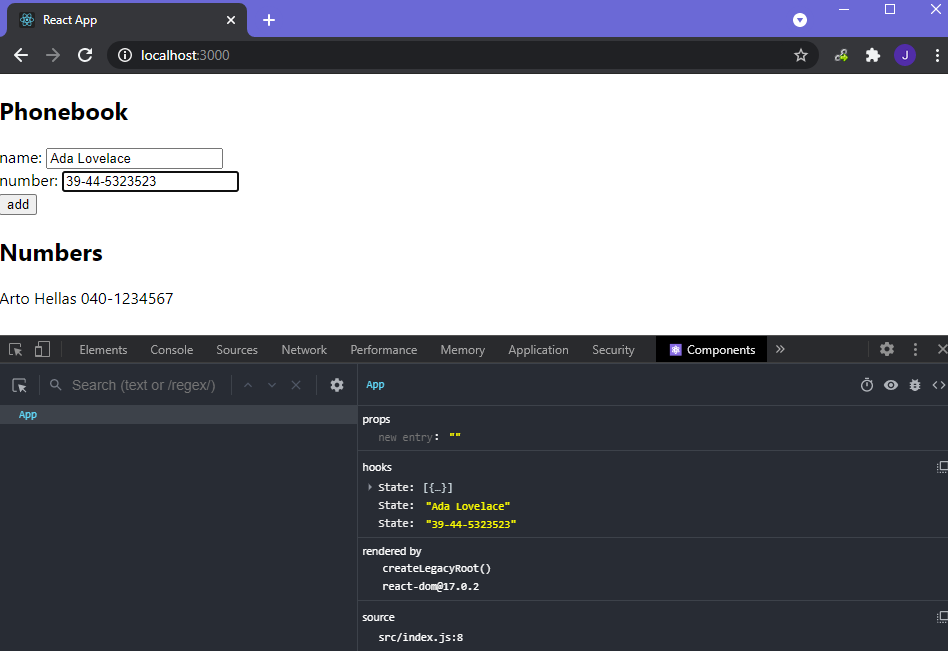 React App
localhost:3000
J
Phonebook
name: Ada Lovelace
number: 39-44-5323523
add
Numbers
Arto Hellas 040-1234567
Elements Console Sources Network Performance Memory Application Security Components »
Search (text or /regex/)
App
App
props
new entry: ""
hooks
State: [{…}]
State: "Ada Lovelace"
State: "39-44-5323523"
rendered by
createLegacyRoot()
react-dom@17.0.2
source
src/index.js:8